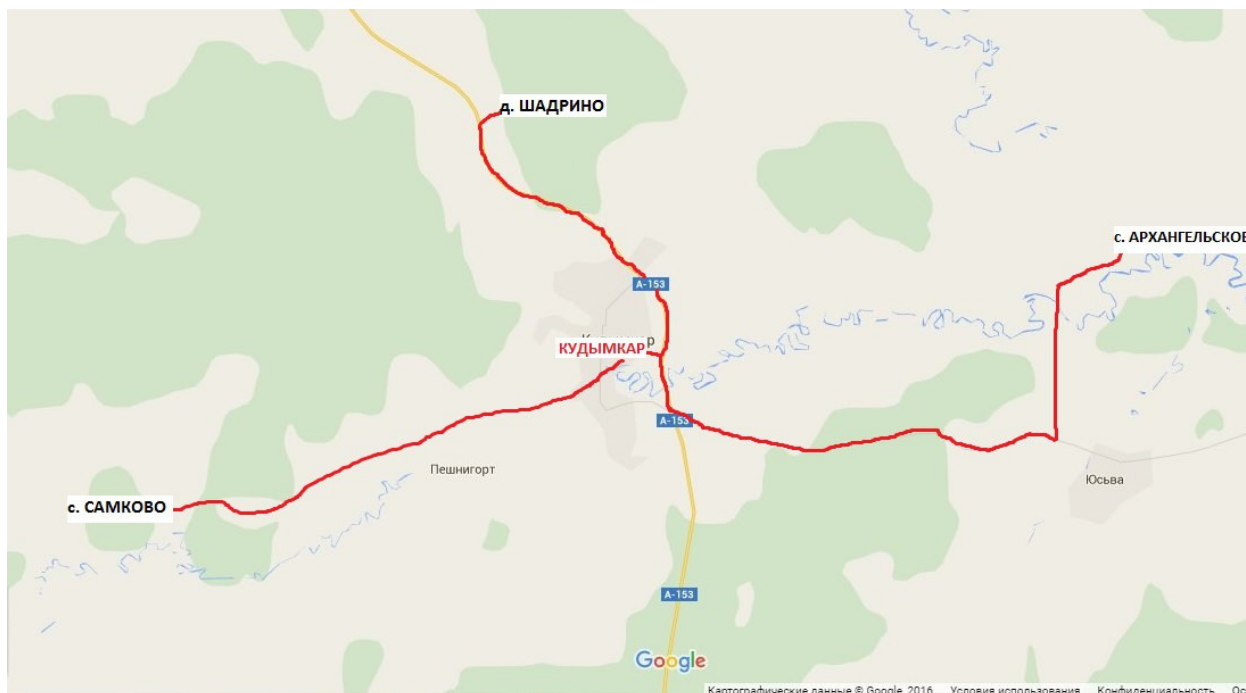 д. ШАДРИНО
с. АРХАНГЕЛЬСКОЕ
А-153
КУДЫМКАР
А-153
Пешнигорт
Юсьва
с. САМКОВО
А-153
Google
Картографические данные © Google, 2016 Условия использования Конфиденциальность